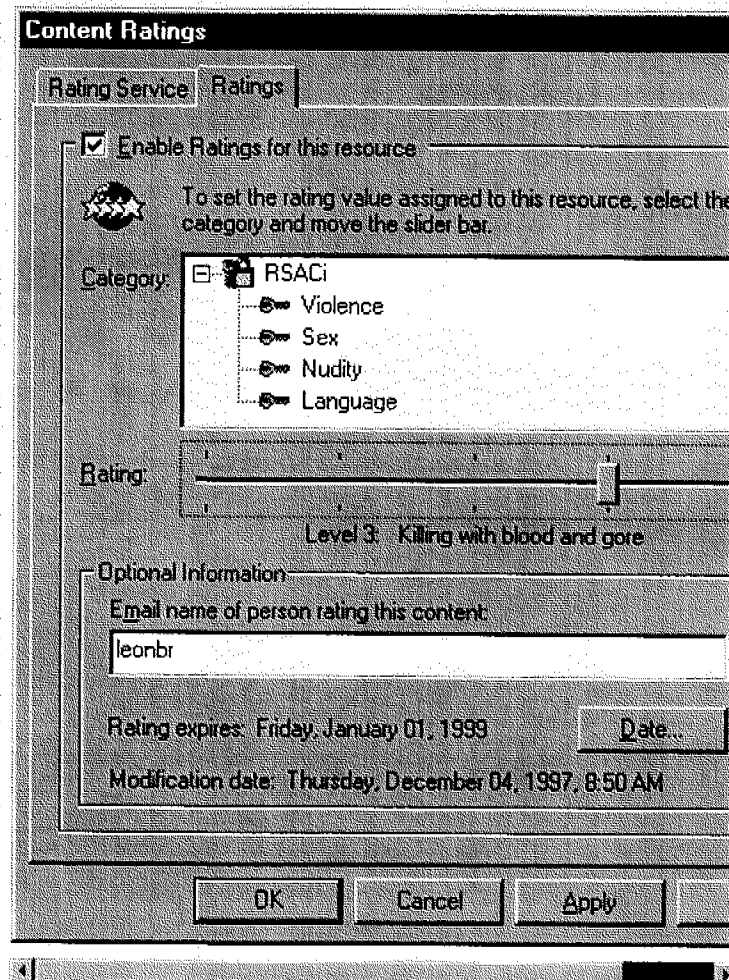 Content Ratings
Rating Service Ratings
Enable Ratings for this resource
To set the rating value assigned to this resource, select the
category and move the slider bar.
Category:
RSACi
Violence
Sex
Nudity
Language
Rating:
Level 3: Killing with blood and gore
Optional Information
Email name of person rating this content:
leonbr
Rating expires: Friday, January 01, 1999 Date...
Modification date: Thursday, December 04, 1997, 8:50 AM
OK Cancel Apply